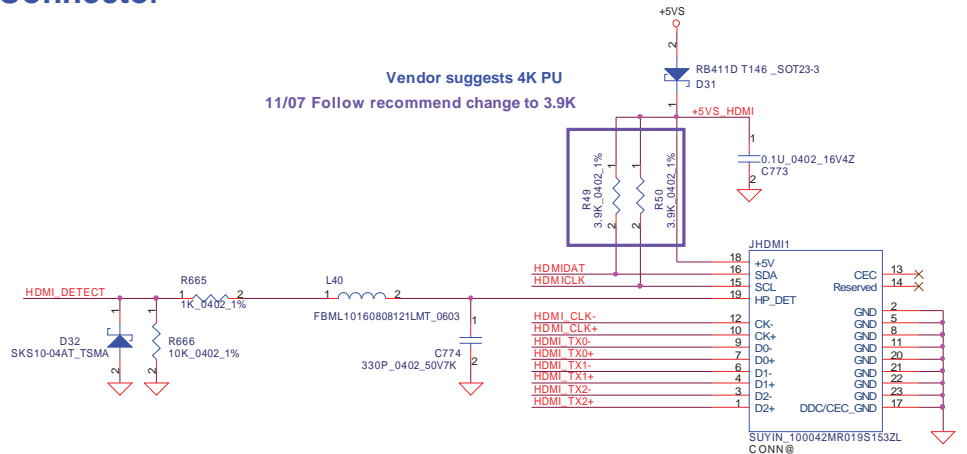 Connector
+5VS
2
RB411D T146 _SOT23-3
D31
1
Vendor suggests 4K PU
11/07 Follow recommend change to 3.9K
+5VS_HDMI
1
0.1U_0402_16V4Z
C773
2
1
1
R49
3.9K_0402_1%
R50
3.9K_0402_1%
2
2
JHDMI1
18 +5V
HDMIDAT 16 SDA CEC 13
HDMICLK 15 SCL Reserved 14
19 HP_DET
GND 2
HDMI_CLK- 12 CK- GND 5
HDMI_CLK+ 10 CK+ GND 8
HDMI_TX0- 9 D0- GND 11
HDMI_TX0+ 7 D0+ GND 20
HDMI_TX1- 6 D1- GND 21
HDMI_TX1+ 4 D1+ GND 22
HDMI_TX2- 3 D2- GND 23
HDMI_TX2+ 1 D2+ DDC/CEC_GND 17
SUYIN_100042MR019S153ZL
CONN@
HDMI_DETECT
R665
1 2
1K_0402_1%
L40
1 2
FBML10160808121LMT_0603
1
D32
SKS10-04AT_TSMA
2
1
R666
10K_0402_1%
2
1
C774
330P_0402_50V7K
2